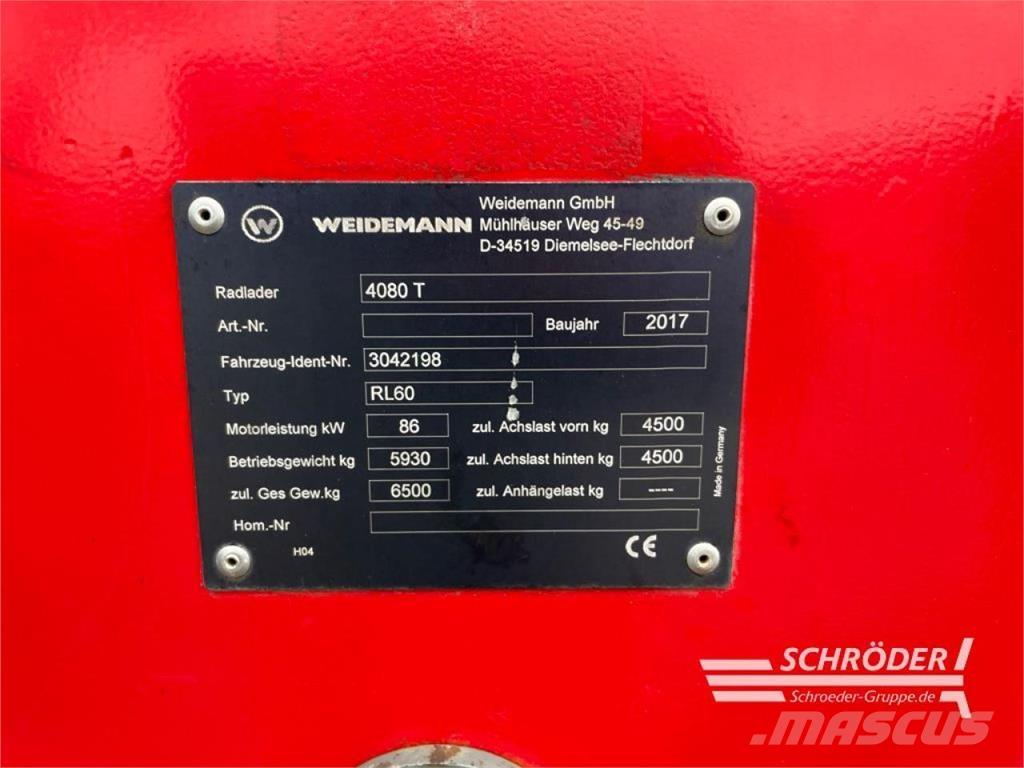 Weidemann GmbH
W WEIDEMANN Mühlhäuser Weg 45-49
D-34519 Diemelsee-Flechtdorf
Radlader 4080 T
Art.-Nr. Baujahr 2017
Fahrzeug-Ident-Nr. 3042198
Typ RL60
Motorleistung kW 86 zul. Achslast vorn kg 4500
Betriebsgewicht kg 5930 zul. Achslast hinten kg 4500
zul. Ges Gew.kg 6500 zul. Anhängelast kg ----
Hom.-Nr
H04 CE
Made in Germany
SCHRÖDER
Schroeder-Gruppe.de
MASCUS